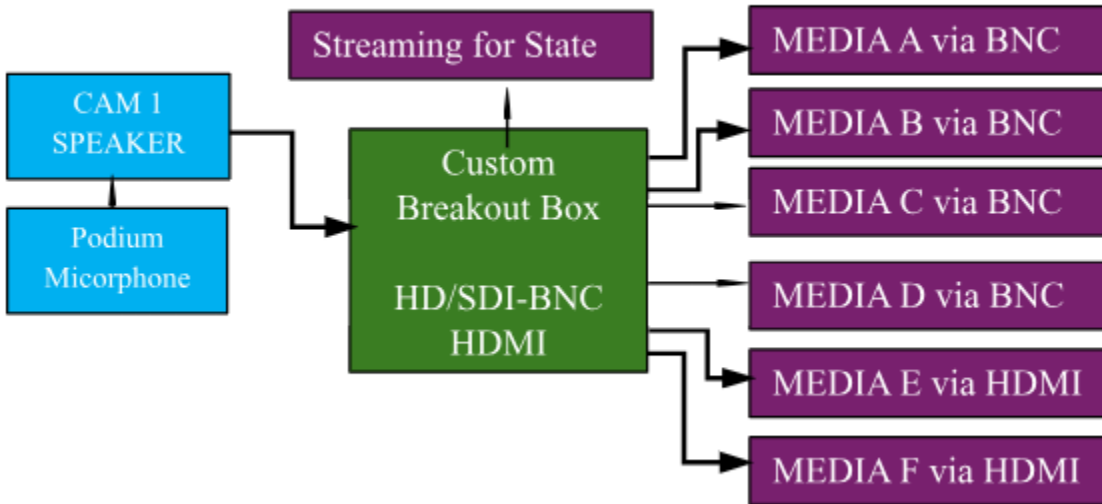 Streaming for State
CAM 1
SPEAKER
Podium
Micorphone
Custom
Breakout Box
HD/SDI-BNC
HDMI
MEDIA A via BNC
MEDIA B via BNC
MEDIA C via BNC
MEDIA D via BNC
MEDIA E via HDMI
MEDIA F via HDMI